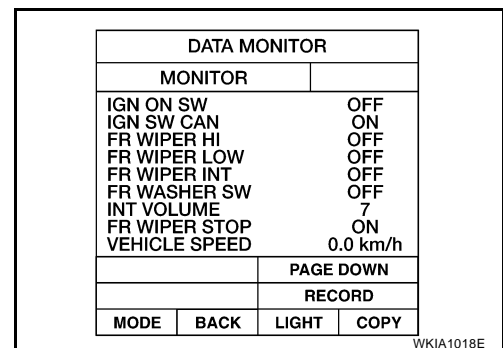 DATA MONITOR
MONITOR
IGN ON SW OFF
IGN SW CAN ON
FR WIPER HI OFF
FR WIPER LOW OFF
FR WIPER INT OFF
FR WASHER SW OFF
INT VOLUME 7
FR WIPER STOP ON
VEHICLE SPEED 0.0 km/h
PAGE DOWN
RECORD
MODE BACK LIGHT COPY
WKIA1018E